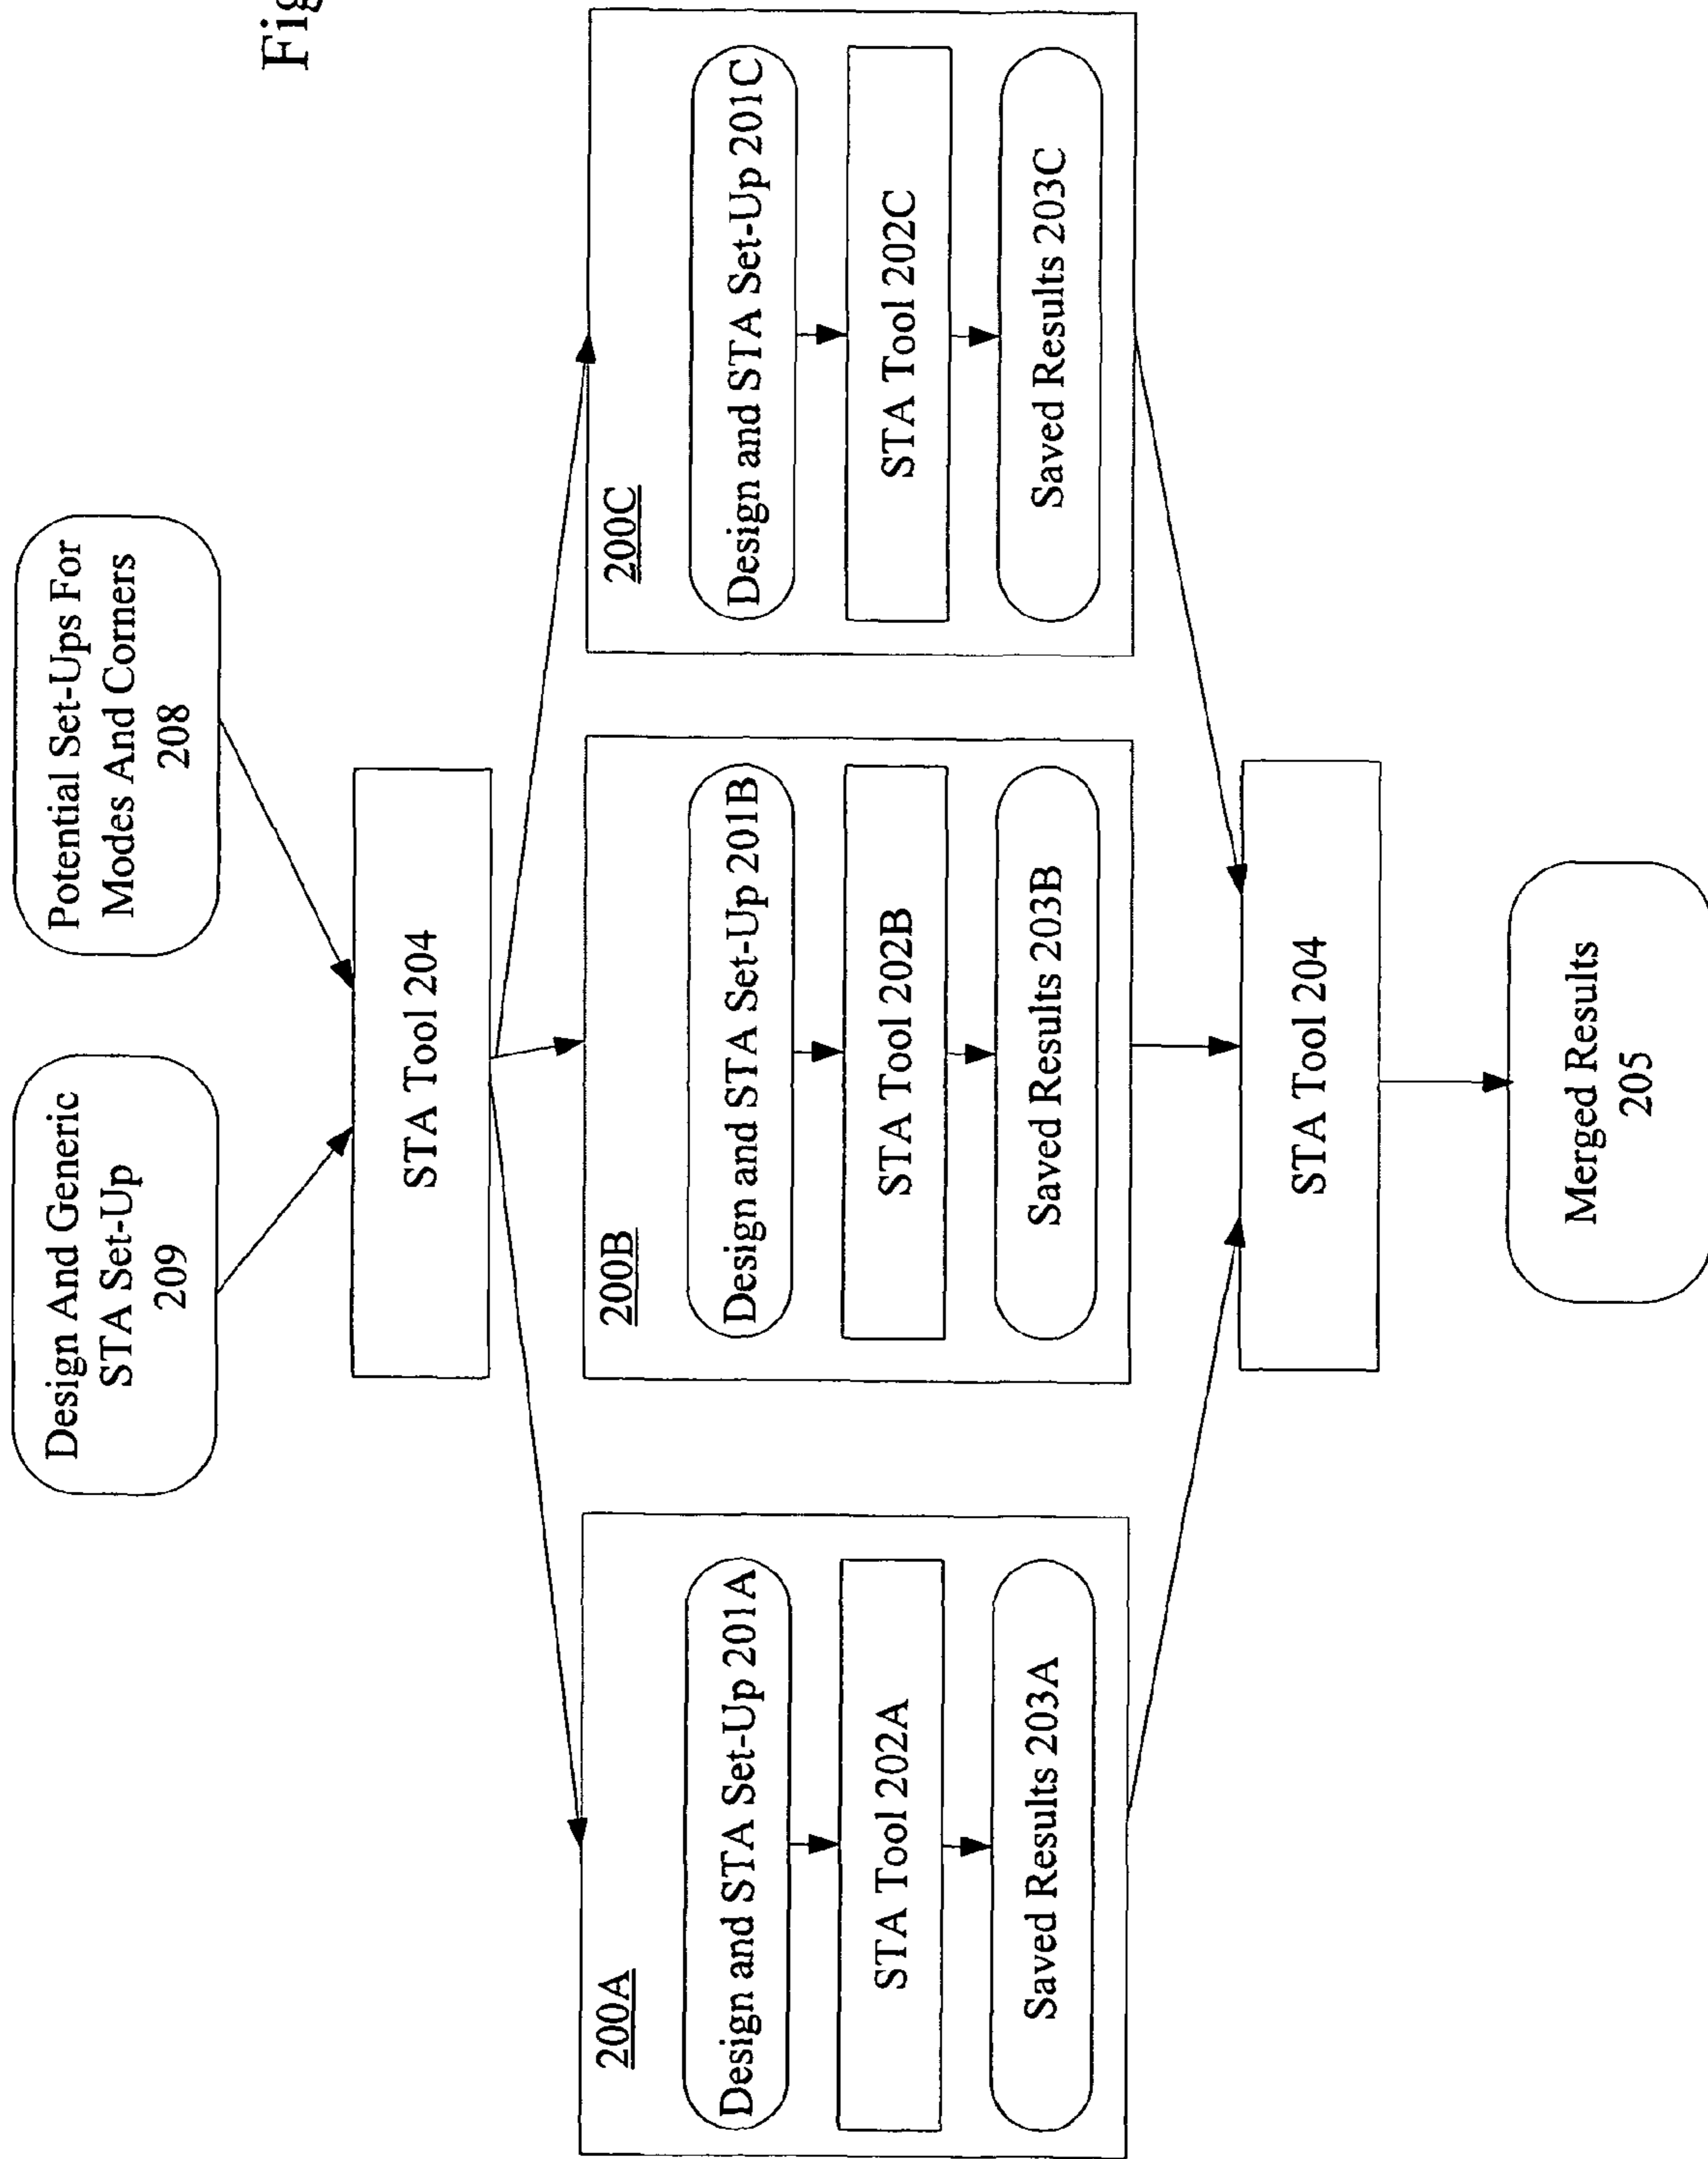 Fig
Design And Generic
STA Set-Up
209
Potential Set-Ups For
Modes And Corners
208
STA Tool 204
200A
Design and STA Set-Up 201A
STA Tool 202A
Saved Results 203A
200B
Design and STA Set-Up 201B
STA Tool 202B
Saved Results 203B
200C
Design and STA Set-Up 201C
STA Tool 202C
Saved Results 203C
STA Tool 204
Merged Results
205